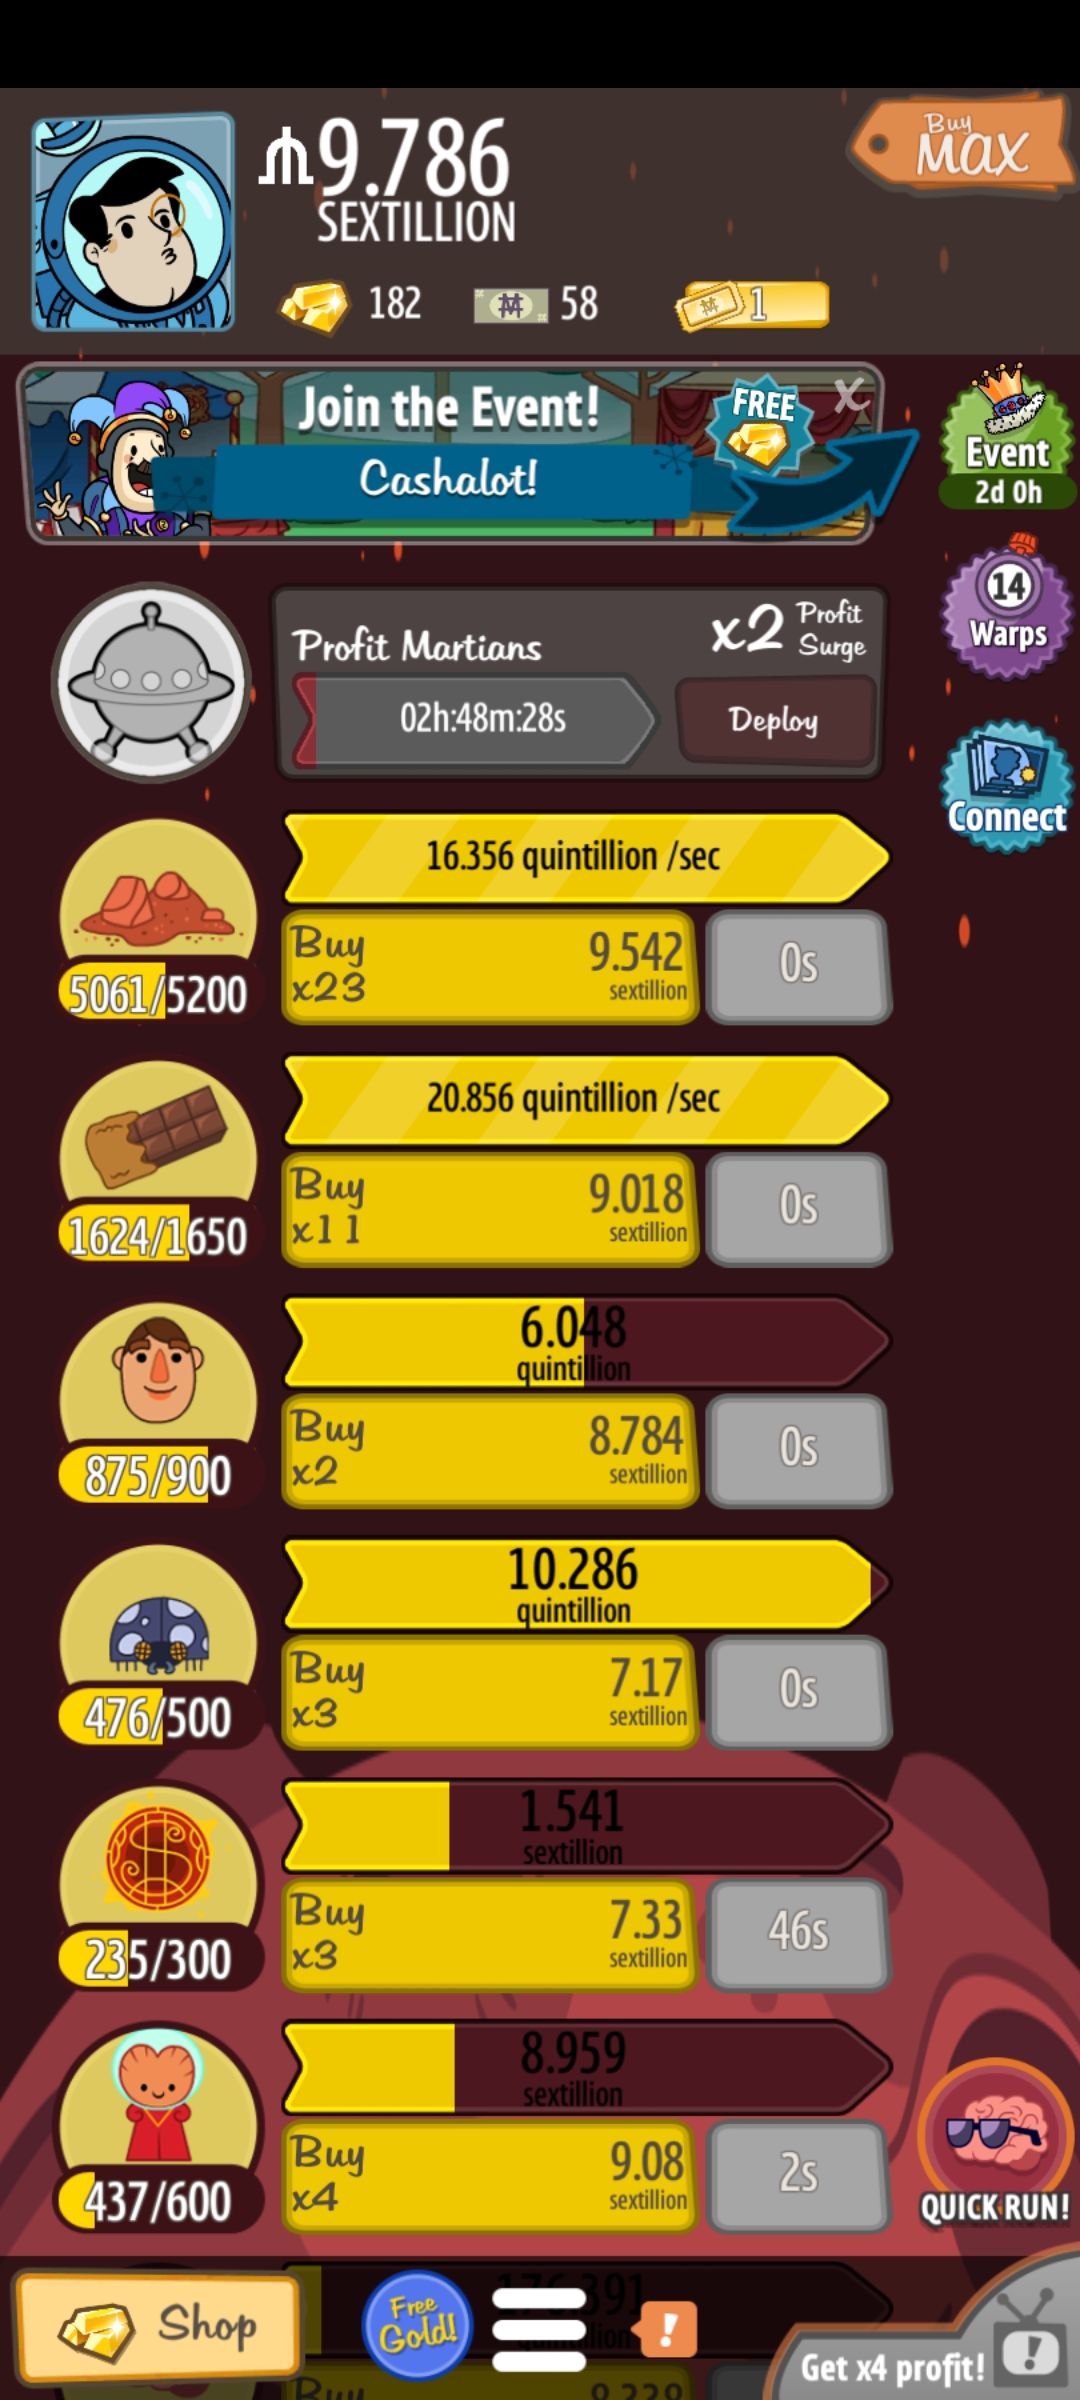 9.786
SEXTILLION
Buy
MAX
182
58
1
Join the Event!
FREE
X
Cashalot!
Event
2d 0h
14
Warps
Profit Martians
x2 Profit Surge
02h:48m:28s
Deploy
Connect
16.356 quintillion /sec
Buy
x23
9.542
sextillion
0s
5061/5200
20.856 quintillion /sec
Buy
x11
9.018
sextillion
0s
1624/1650
6.048
quintillion
Buy
x2
8.784
sextillion
0s
875/900
10.286
quintillion
Buy
x3
7.17
sextillion
0s
476/500
1.541
sextillion
Buy
x3
7.33
sextillion
46s
235/300
8.959
sextillion
Buy
x4
9.08
sextillion
2s
437/600
QUICK RUN!
176.391
Shop
Free
Gold!
!
!
Get x4 profit!
Buy